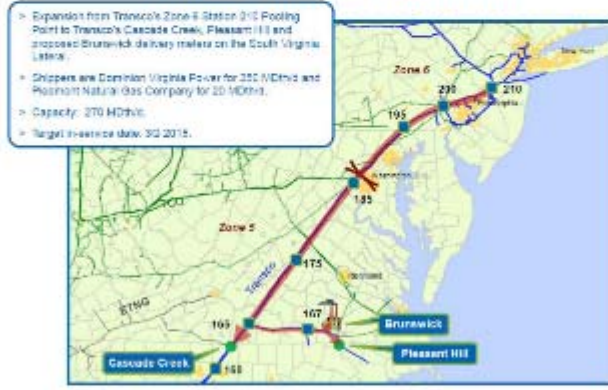 > Expansion from Transco's Zone 6 Station 210 Pooling
Point to Transco's Cascade Creek, Pleasant Hill and
proposed Brunswick delivery meters on the South Virginia
Lateral.
> Shippers are Dominion Virginia Power for 250 MDth/d and
Piedmont Natural Gas Company for 20 MDth/d.
> Capacity: 270 MDth/d.
> Target in-service date: 3Q 2015.
Zone 6
200
210
195
185
Zone 5
175
Transco
167
165
Brunswick
Cascade Creek
Pleasant Hill
160